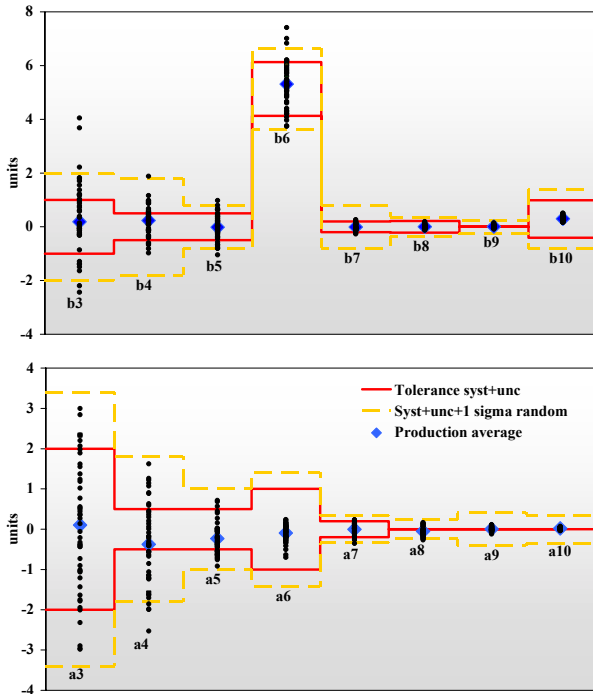 8
6
4
2
0
-2
-4
units
b3
b4
b5
b6
b7
b8
b9
b10
4
3
2
1
0
-1
-2
-3
-4
units
Tolerance syst+unc
Syst+unc+1 sigma random
Production average
a3
a4
a5
a6
a7
a8
a9
a10